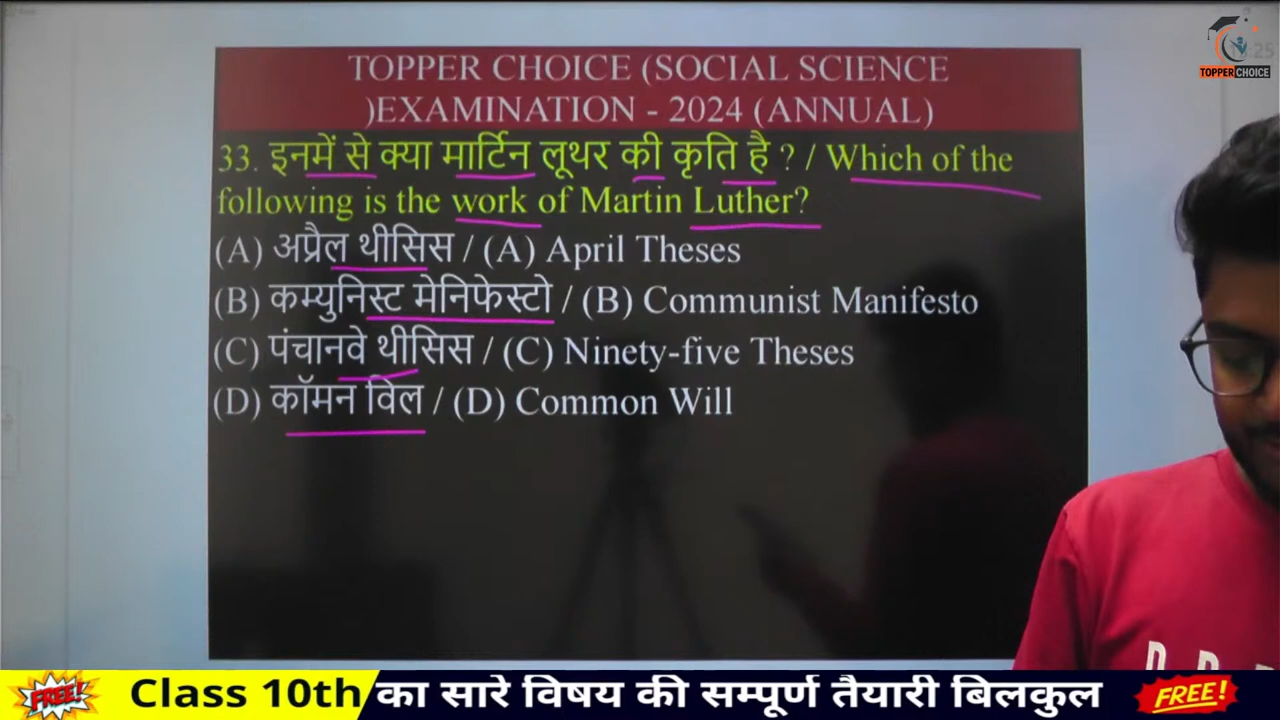 TOPPER CHOICE (SOCIAL SCIENCE
)EXAMINATION - 2024 (ANNUAL)
33. इनमें से क्या मार्टिन लूथर की कृति है ? / Which of the
following is the work of Martin Luther?
(A) अप्रैल थीसिस / (A) April Theses
(B) कम्युनिस्ट मेनिफेस्टो / (B) Communist Manifesto
(C) पंचानवे थीसिस / (C) Ninety-five Theses
(D) कॉमन विल / (D) Common Will
TOPPER CHOICE
FREE! Class 10th का सारे विषय की सम्पूर्ण तैयारी बिलकुल FREE!